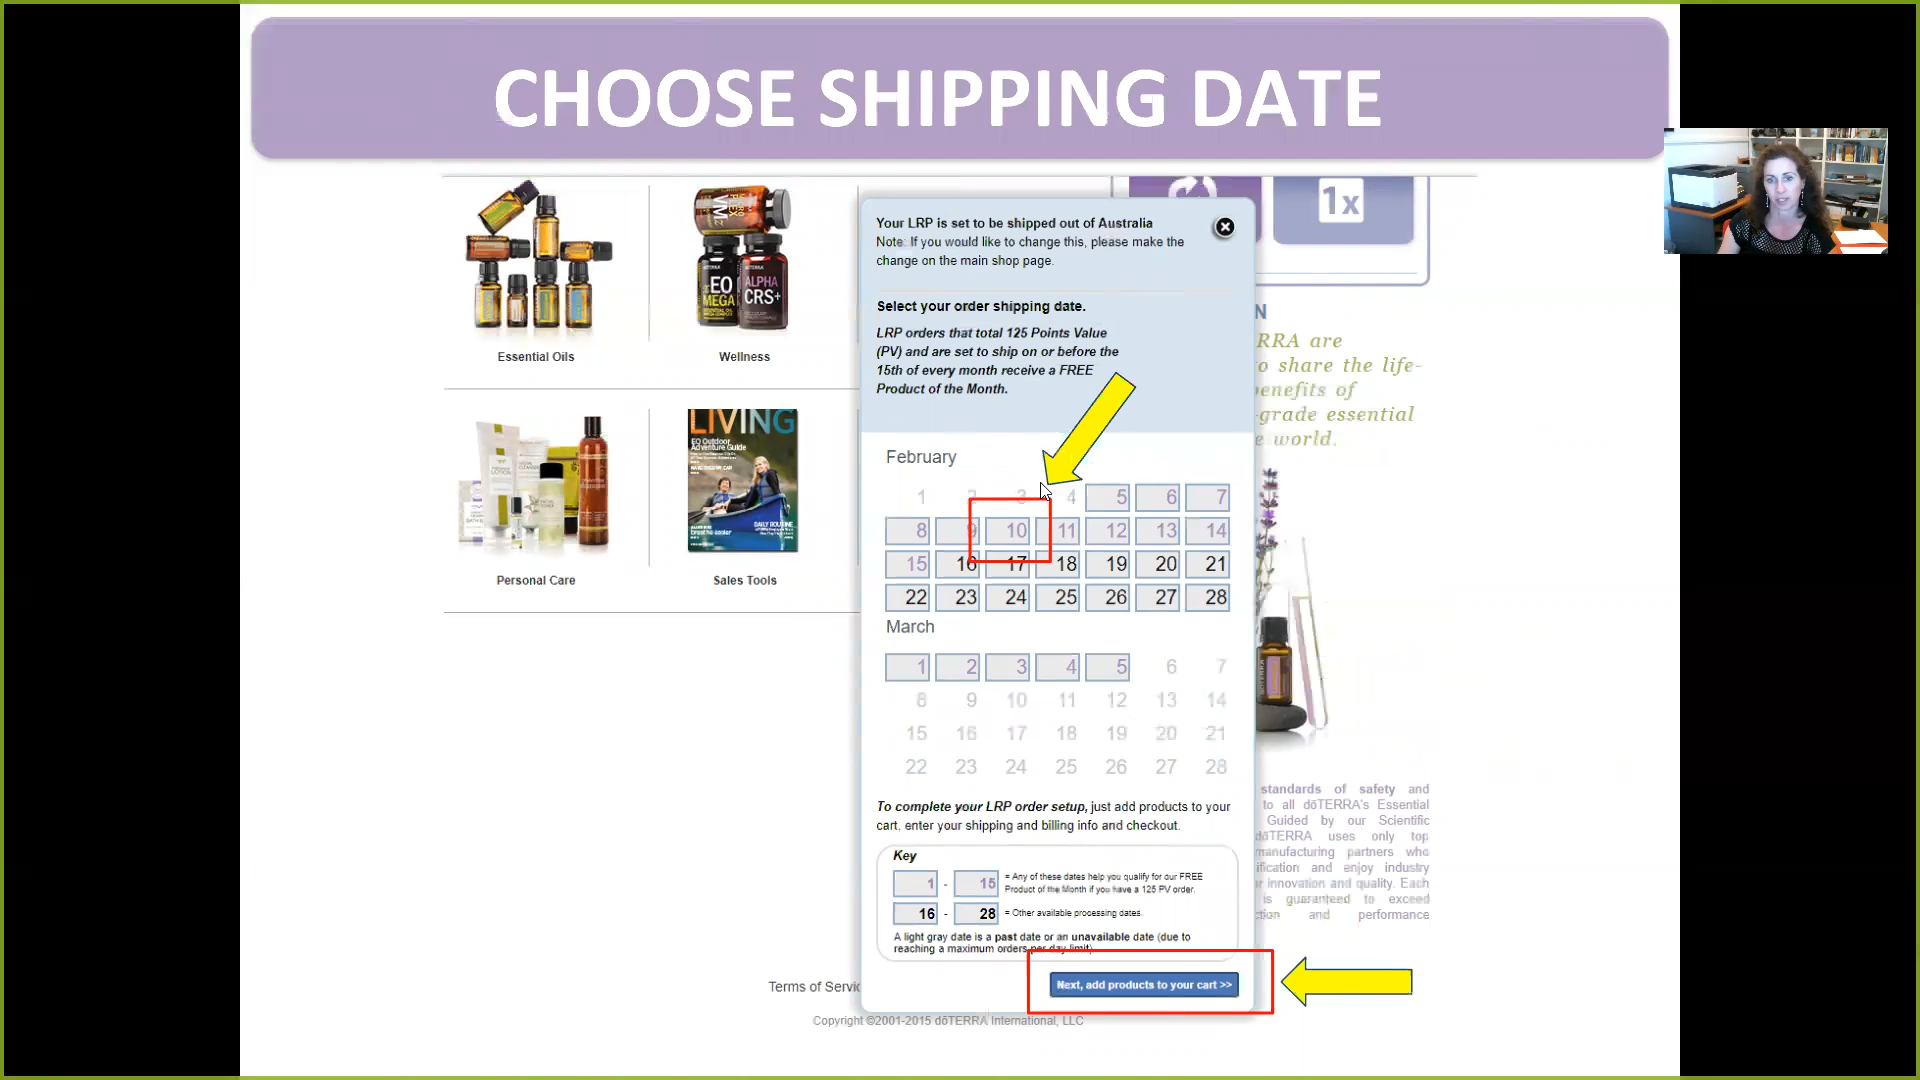 CHOOSE SHIPPING DATE
1x
Essential Oils
Wellness
VMz
EO
MEGA
ALPHA
CRS+
Personal Care
Sales Tools
LIVING
EO Outdoor
Adventure Guide
DAILY ROUTINE
Your LRP is set to be shipped out of Australia
Note: If you would like to change this, please make the
change on the main shop page.
Select your order shipping date.
LRP orders that total 125 Points Value
(PV) and are set to ship on or before the
15th of every month receive a FREE
Product of the Month.
February
1 2 3 4 5 6 7
8 9 10 11 12 13 14
15 16 17 18 19 20 21
22 23 24 25 26 27 28
March
1 2 3 4 5 6 7
8 9 10 11 12 13 14
15 16 17 18 19 20 21
22 23 24 25 26 27 28
To complete your LRP order setup, just add products to your
cart, enter your shipping and billing info and checkout.
Key
1 - 15 = Any of these dates help you qualify for our FREE
Product of the Month if you have a 125 PV order.
16 - 28 = Other available processing dates.
A light gray date is a past date or an unavailable date (due to
reaching a maximum orders per day limit)
Next, add products to your cart >>
N
RRA are
o share the life-
benefits of
-grade essential
e world.
standards of safety and
to all dōTERRA's Essential
Guided by our Scientific
dōTERRA uses only top
manufacturing partners who
ification and enjoy industry
r innovation and quality. Each
is guaranteed to exceed
ction and performance
Terms of Servic
Copyright ©2001-2015 dōTERRA International, LLC